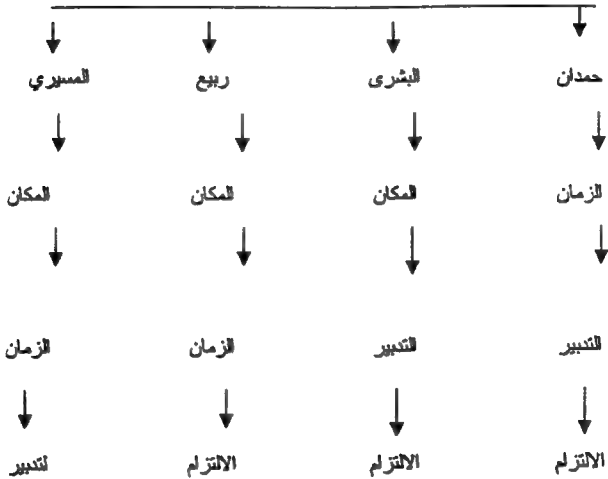 حمدان البشرى ربيع المسيري
الزمان المكان المكان المكان
التدبير التدبير الزمان الزمان
الالتزام الالتزام الالتزام لتدبير